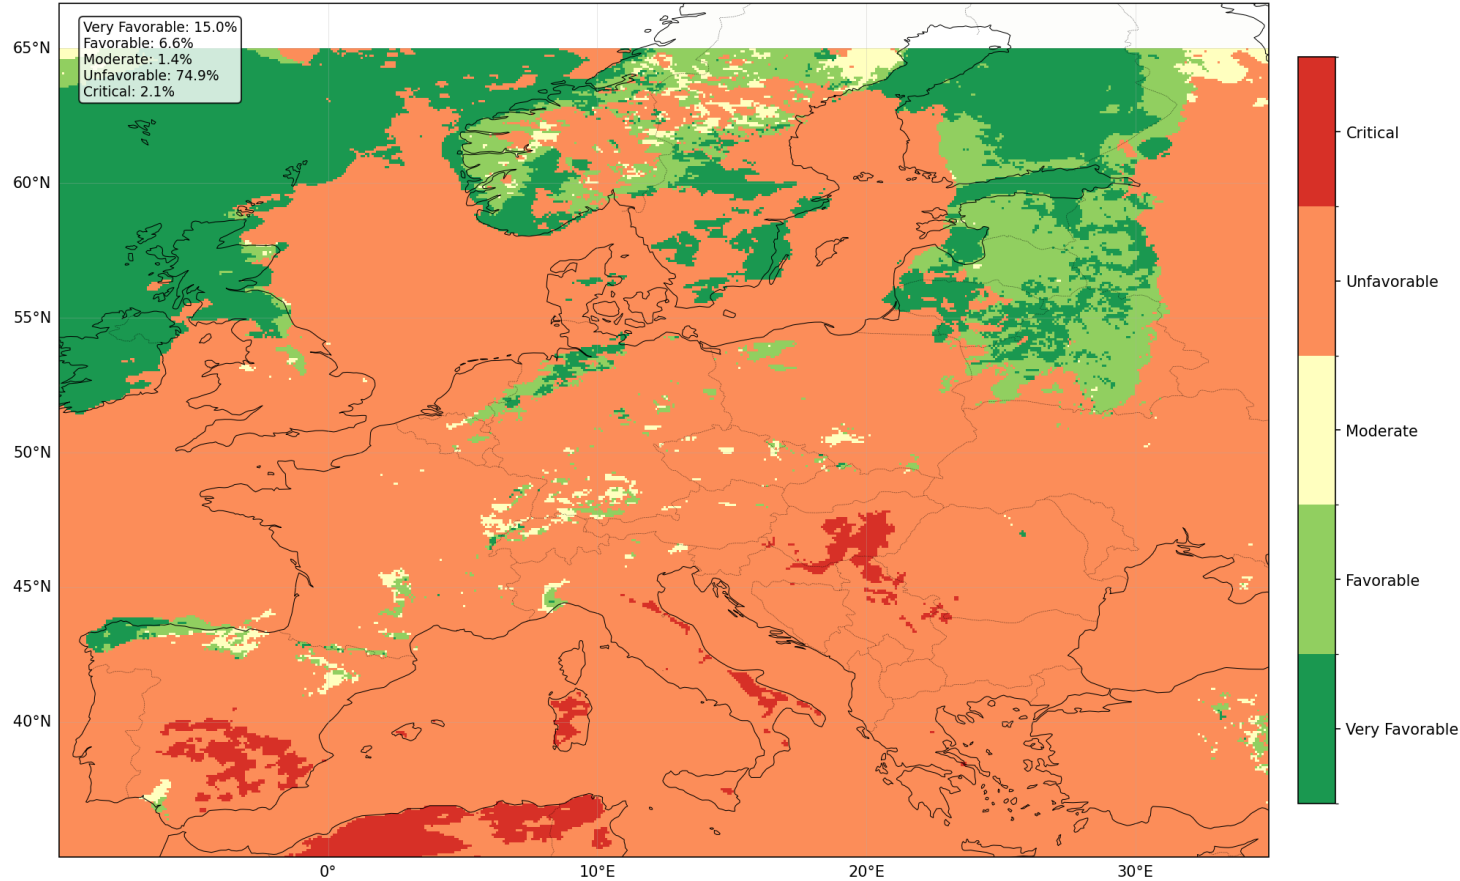 Very Favorable: 15.0%
Favorable: 6.6%
Moderate: 1.4%
Unfavorable: 74.9%
Critical: 2.1%
65°N
60°N
55°N
50°N
45°N
40°N
0°
10°E
20°E
30°E
Critical
Unfavorable
Moderate
Favorable
Very Favorable